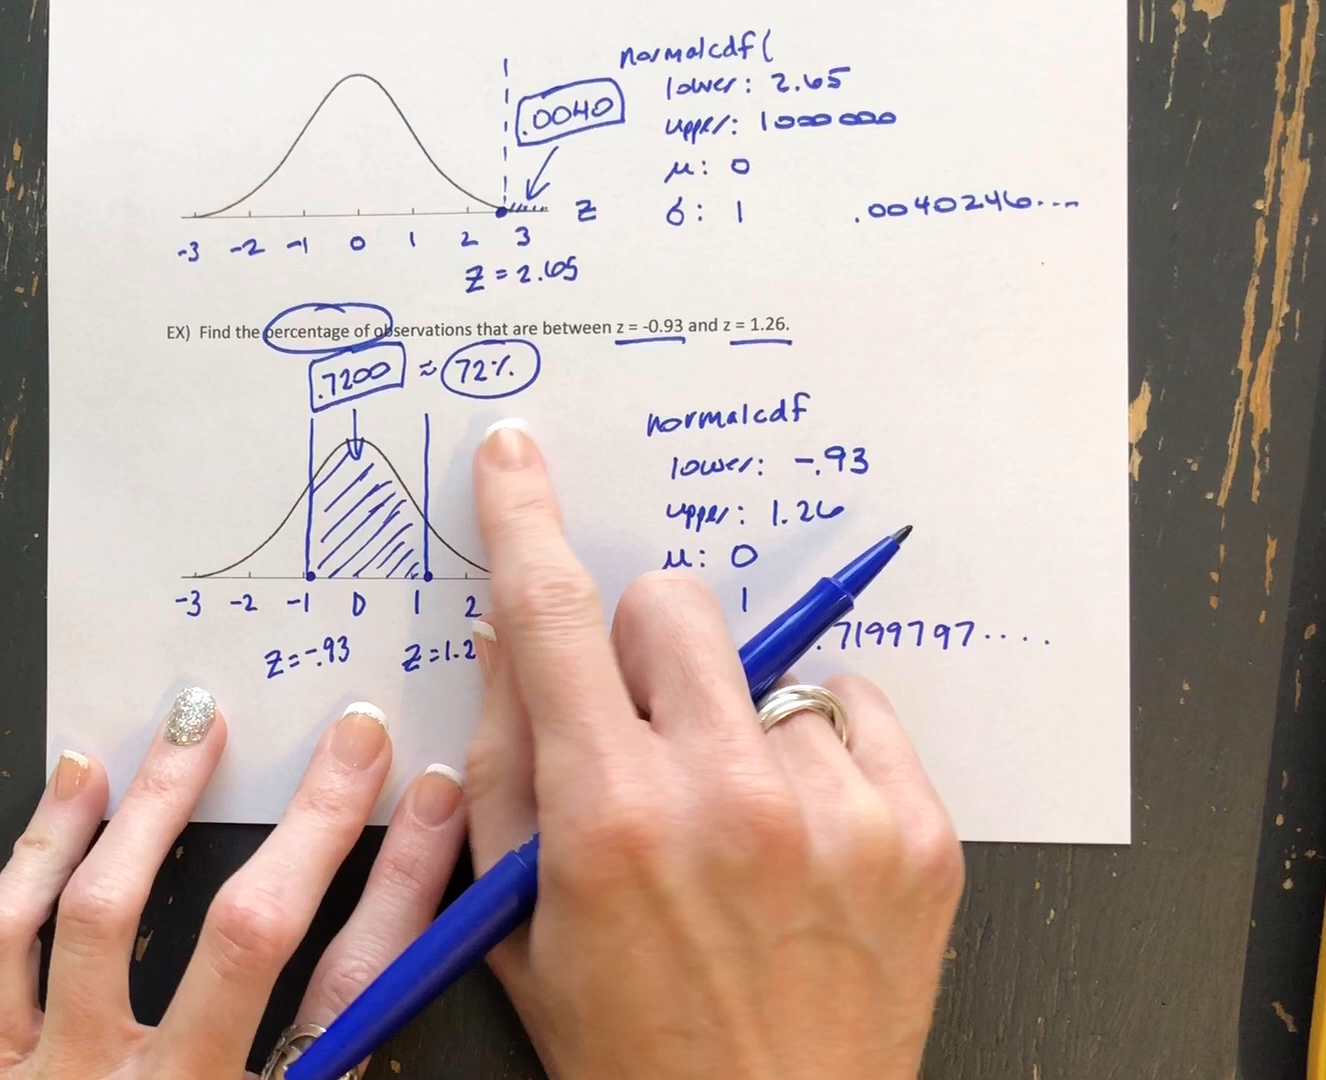 normalcdf(
lower: 2.65
upper: 1000000
μ: 0
σ: 1
.0040
.0040246...
Z
-3 -2 -1 0 1 2 3
Z = 2.65
EX) Find the percentage of observations that are between z = -0.93 and z = 1.26.
.7200 ≈ 72%
normalcdf
lower: -.93
upper: 1.26
μ: 0
1
.7199797....
-3 -2 -1 0 1 2
Z=-.93 Z=1.2